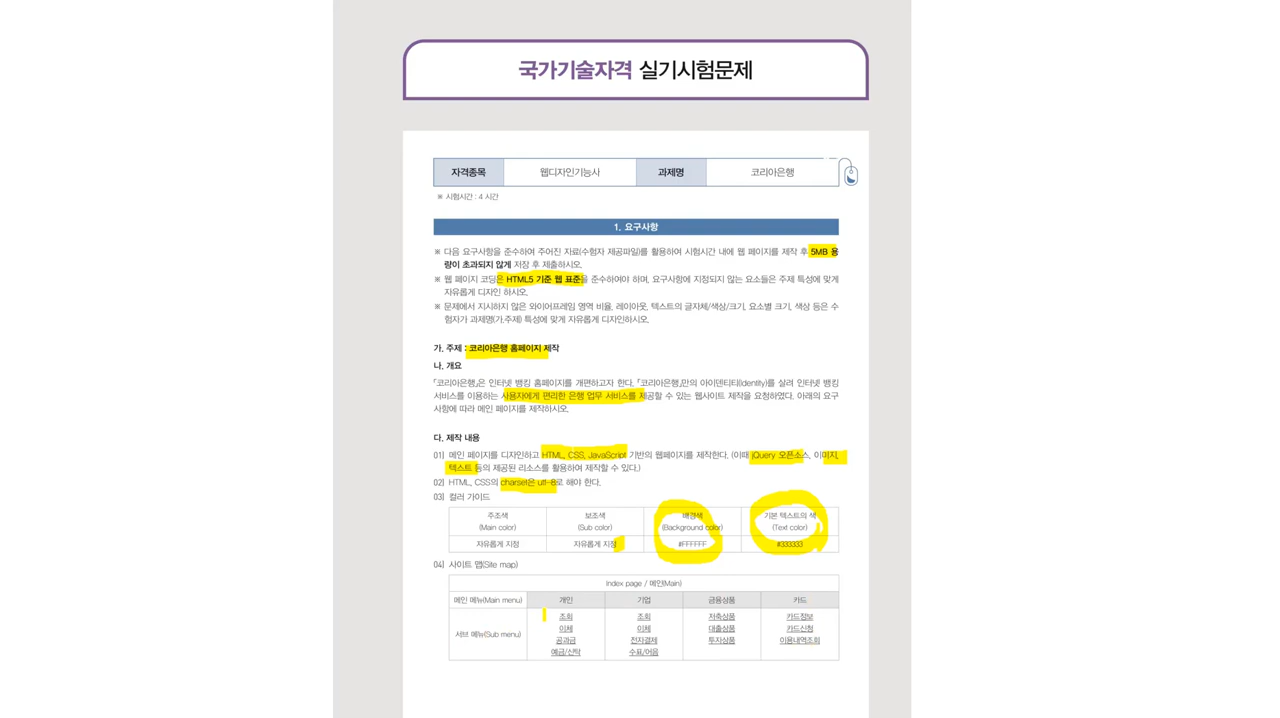 국가기술자격 실기시험문제
자격종목 웹디자인기능사 과제명 코리아은행
※ 시험시간 : 4 시간
1. 요구사항
※ 다음 요구사항을 준수하여 주어진 자료(수험자 제공파일)를 활용하여 시험시간 내에 웹 페이지를 제작 후 5MB 용
량이 초과되지 않게 저장 후 제출하시오.
※ 웹 페이지 코딩은 HTML5 기준 웹 표준을 준수하여야 하며, 요구사항에 지정되지 않는 요소들은 주제 특성에 맞게
자유롭게 디자인 하시오.
※ 문제에서 지시하지 않은 와이어프레임 영역 비율, 레이아웃, 텍스트의 글자체/색상/크기, 요소별 크기, 색상 등은 수
험자가 과제명(가.주제) 특성에 맞게 자유롭게 디자인하시오.
가. 주제 : 코리아은행 홈페이지 제작
나. 개요
「코리아은행」은 인터넷 뱅킹 홈페이지를 개편하고자 한다. 「코리아은행」만의 아이덴티티(Identity)를 살려 인터넷 뱅킹
서비스를 이용하는 사용자에게 편리한 은행 업무 서비스를 제공할 수 있는 웹사이트 제작을 요청하였다. 아래의 요구
사항에 따라 메인 페이지를 제작하시오.
다. 제작 내용
01) 메인 페이지를 디자인하고 HTML, CSS, JavaScript 기반의 웹페이지를 제작한다. (이때 jQuery 오픈소스, 이미지,
텍스트 등의 제공된 리소스를 활용하여 제작할 수 있다.)
02) HTML, CSS의 charset은 utf-8로 해야 한다.
03) 컬러 가이드
주조색 보조색 배경색 기본 텍스트의 색
(Main color) (Sub color) (Background color) (Text color)
자유롭게 지정 자유롭게 지정 #FFFFFF #333333
04) 사이트 맵(Site map)
Index page / 메인(Main)
메인 메뉴(Main menu) 개인 기업 금융상품 카드
조회 조회 저축상품 카드정보
이체 이체 대출상품 카드신청
서브 메뉴(Sub menu)
공과금 전자결제 투자상품 이용내역조회
예금/신탁 수표/어음